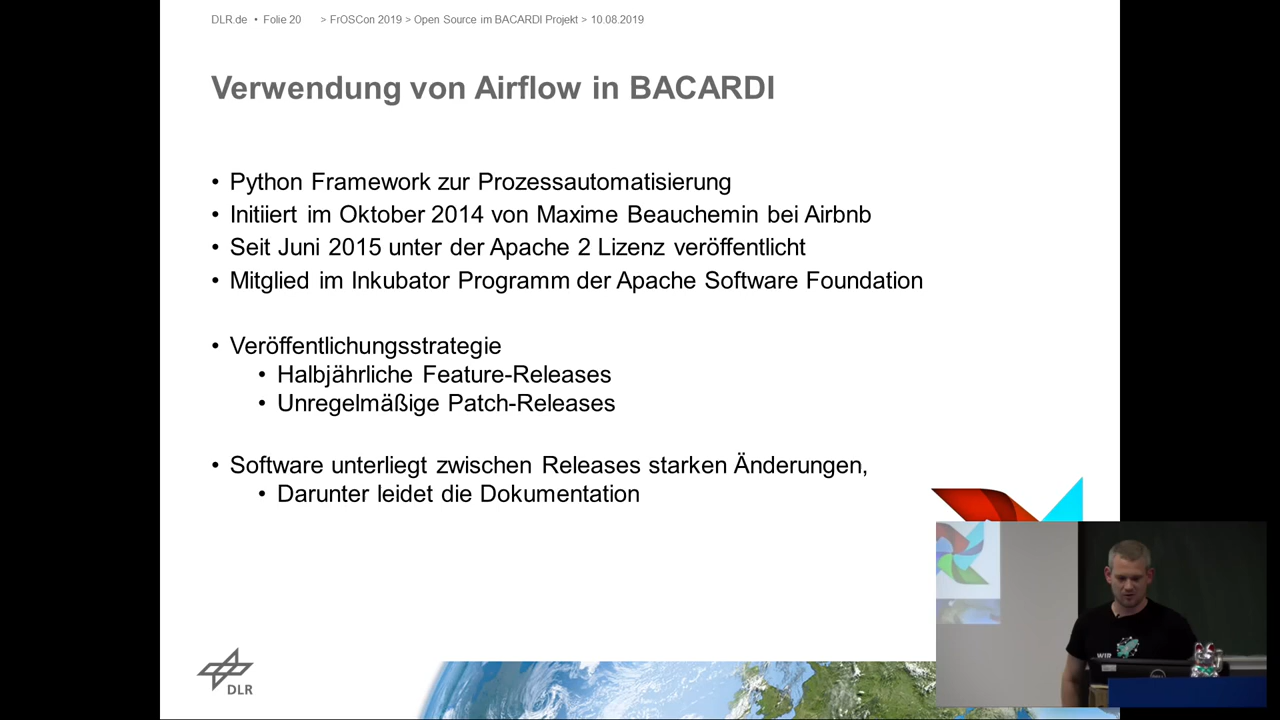 DLR.de • Folie 20 > FrOSCon 2019 > Open Source im BACARDI Projekt > 10.08.2019
Verwendung von Airflow in BACARDI
• Python Framework zur Prozessautomatisierung
• Initiiert im Oktober 2014 von Maxime Beauchemin bei Airbnb
• Seit Juni 2015 unter der Apache 2 Lizenz veröffentlicht
• Mitglied im Inkubator Programm der Apache Software Foundation
• Veröffentlichungsstrategie
• Halbjährliche Feature-Releases
• Unregelmäßige Patch-Releases
• Software unterliegt zwischen Releases starken Änderungen,
• Darunter leidet die Dokumentation
DLR
WIR
DELL